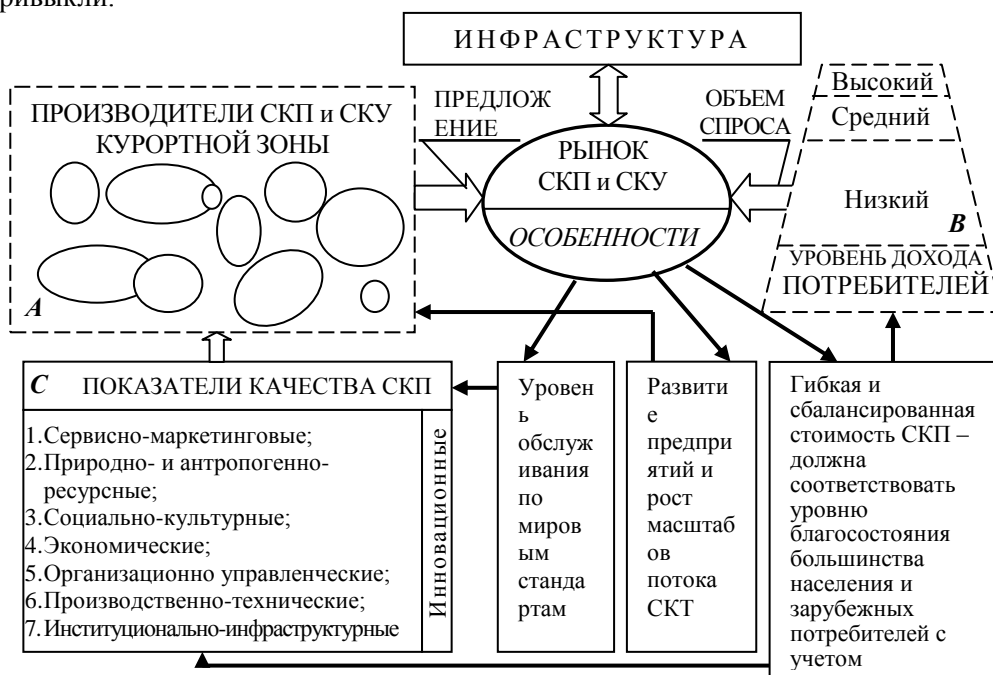 ривыкли.
ИНФРАСТРУКТУРА
ПРОИЗВОДИТЕЛИ СКП и СКУ
КУРОРТНОЙ ЗОНЫ
А
ПРЕДЛОЖ
ЕНИЕ
РЫНОК
СКП и СКУ
ОСОБЕННОСТИ
ОБЪЕМ
СПРОСА
Высокий
Средний
Низкий
В
УРОВЕНЬ ДОХОДА
ПОТРЕБИТЕЛЕЙ
С ПОКАЗАТЕЛИ КАЧЕСТВА СКП
1.Сервисно-маркетинговые;
2.Природно- и антропогенно-
ресурсные;
3.Социально-культурные;
4.Экономические;
5.Организационно управленческие;
6.Производственно-технические;
7.Институционально-инфраструктурные
Инновационные
Уровен
ь
обслуж
ивания
по
миров
ым
станда
ртам
Развити
е
предпри
ятий и
рост
масштаб
ов
потока
СКТ
Гибкая и
сбалансированная
стоимость СКП –
должна
соответствовать
уровню
благосостояния
большинства
населения и
зарубежных
потребителей с
учетом